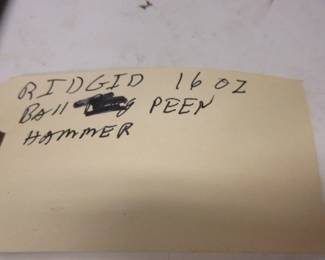 RIDGID 16 OZ
BALL PEEN
HAMMER